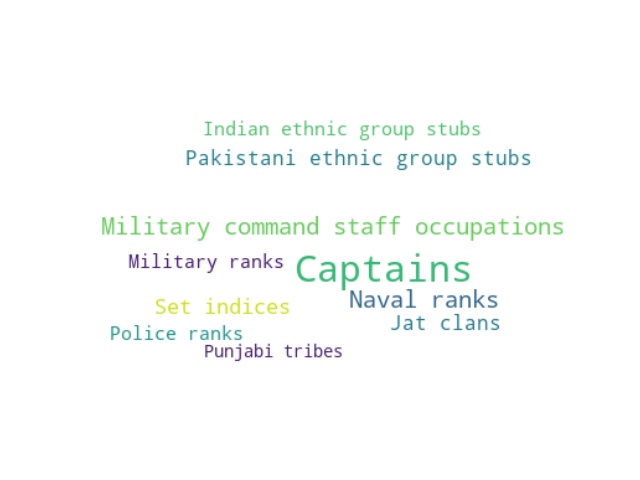 Indian ethnic group stubs
Pakistani ethnic group stubs
Military command staff occupations
Military ranks
Captains
Naval ranks
Set indices
Jat clans
Police ranks
Punjabi tribes